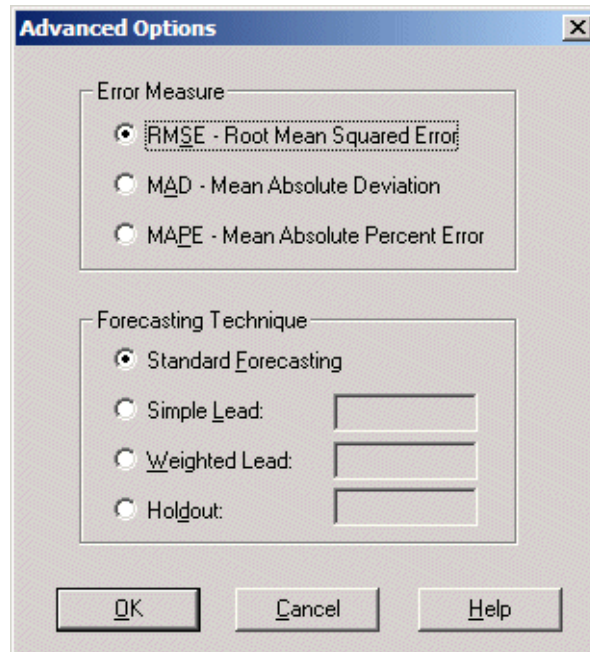 Advanced Options
Error Measure
RMSE - Root Mean Squared Error
MAD - Mean Absolute Deviation
MAPE - Mean Absolute Percent Error
Forecasting Technique
Standard Forecasting
Simple Lead:
Weighted Lead:
Holdout:
OK Cancel Help